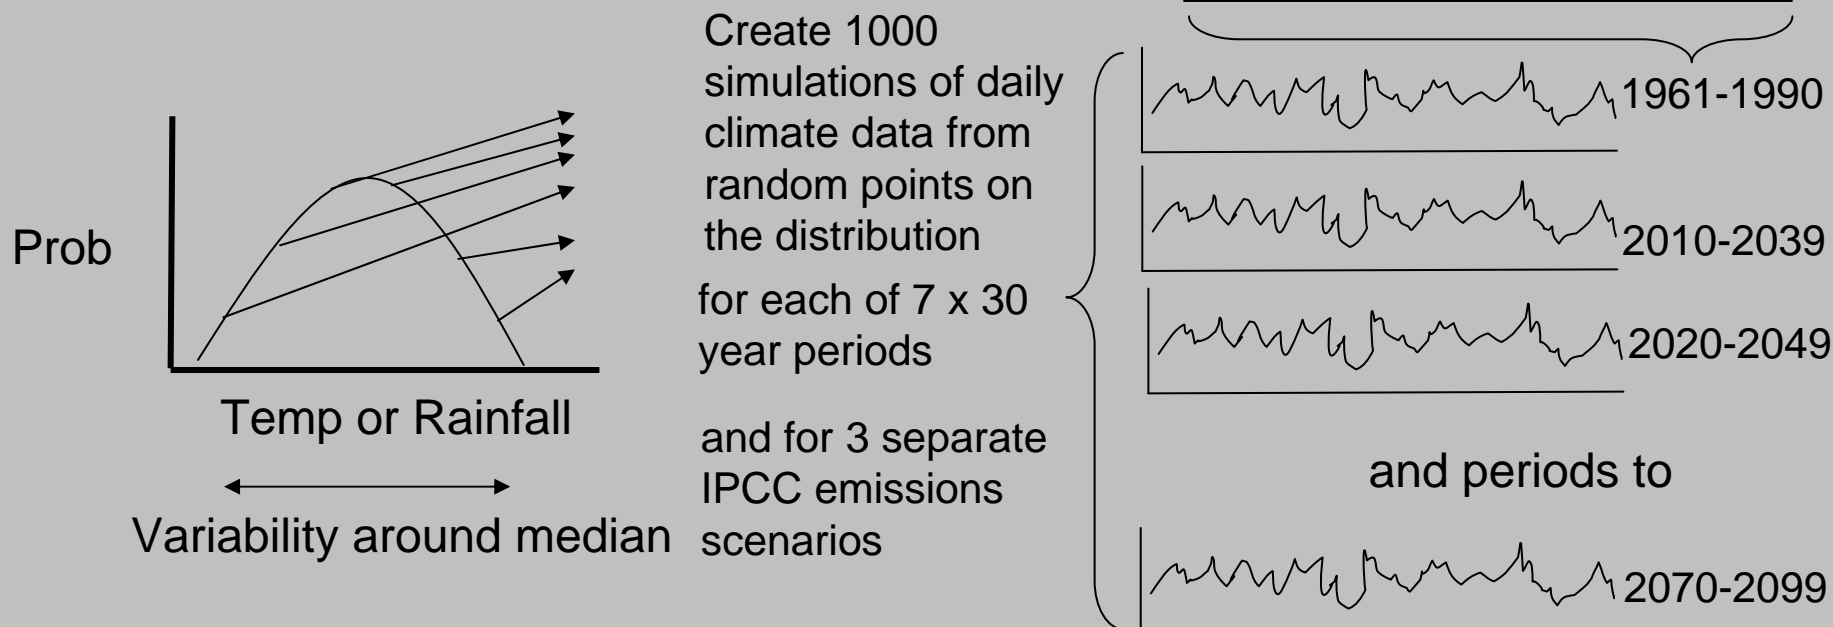 Prob
Temp or Rainfall
Variability around median
Create 1000
simulations of daily
climate data from
random points on
the distribution
for each of 7 x 30
year periods
and for 3 separate
IPCC emissions
scenarios
1961-1990
2010-2039
2020-2049
and periods to
2070-2099